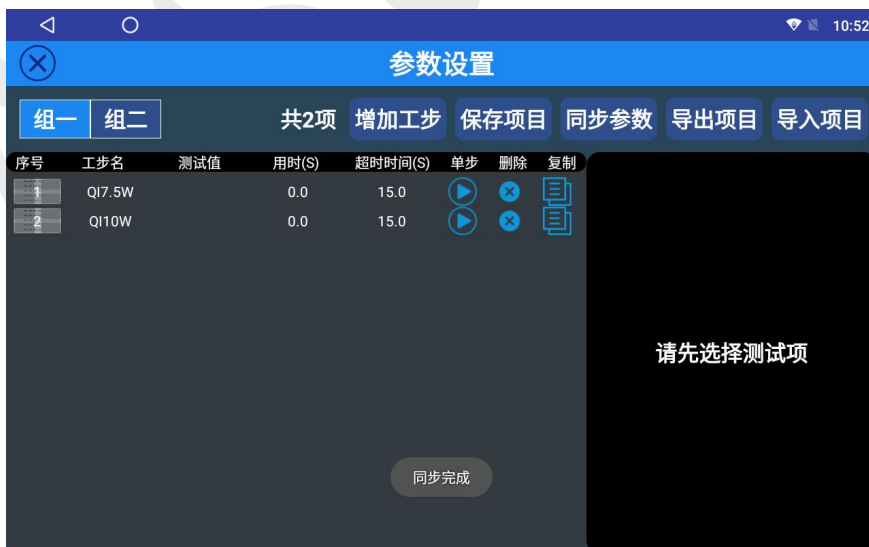 10:52
参数设置
组一 组二 共2项 增加工步 保存项目 同步参数 导出项目 导入项目
序号 工步名 测试值 用时(S) 超时时间(S) 单步 删除 复制
1 QI7.5W 0.0 15.0
2 QI10W 0.0 15.0
请先选择测试项
同步完成